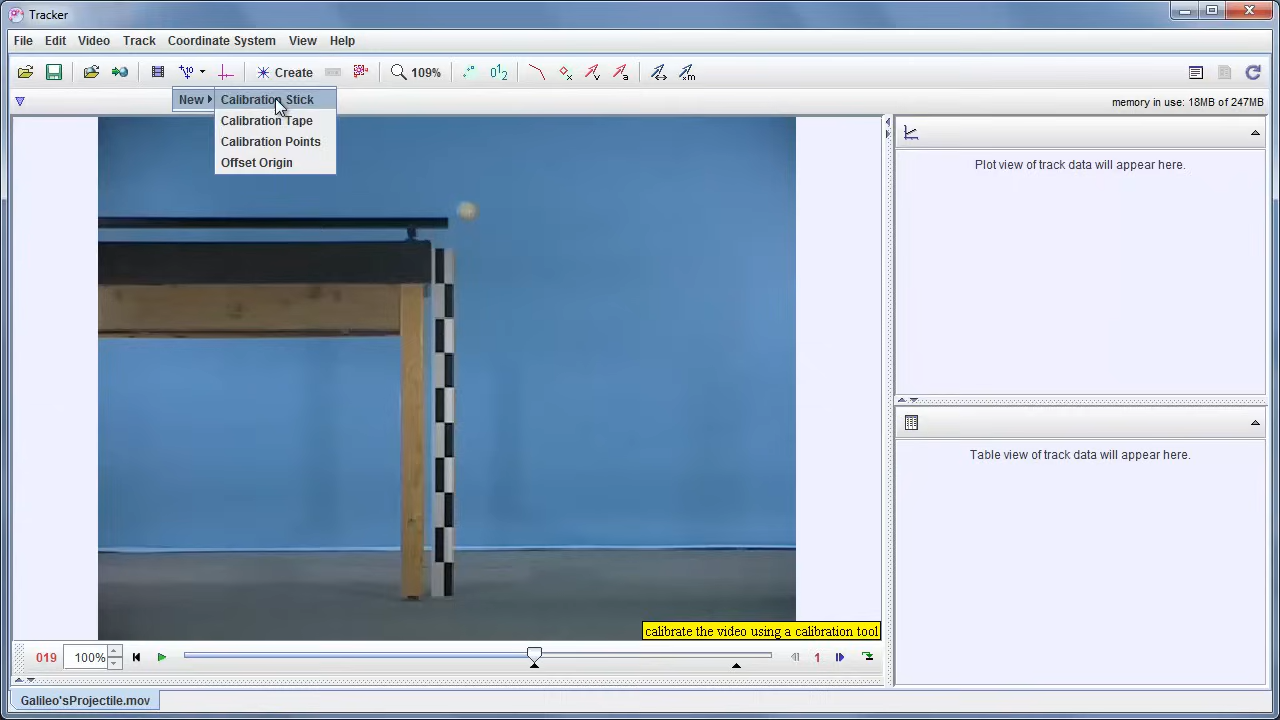 Tracker
File Edit Video Track Coordinate System View Help
Create 109%
New Calibration Stick
memory in use: 18MB of 247MB
Calibration Tape
Calibration Points
Offset Origin
Plot view of track data will appear here.
Table view of track data will appear here.
calibrate the video using a calibration tool
019 100% 1
Galileo'sProjectile.mov